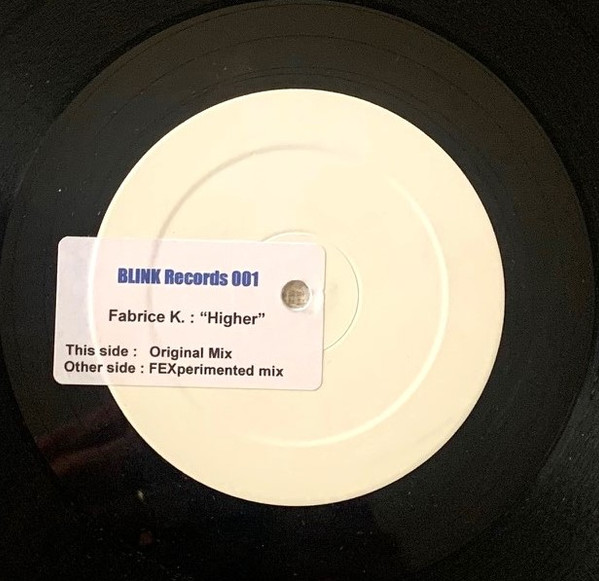 BLINK Records 001
Fabrice K. : “Higher”
This side : Original Mix
Other side : FEXperimented mix